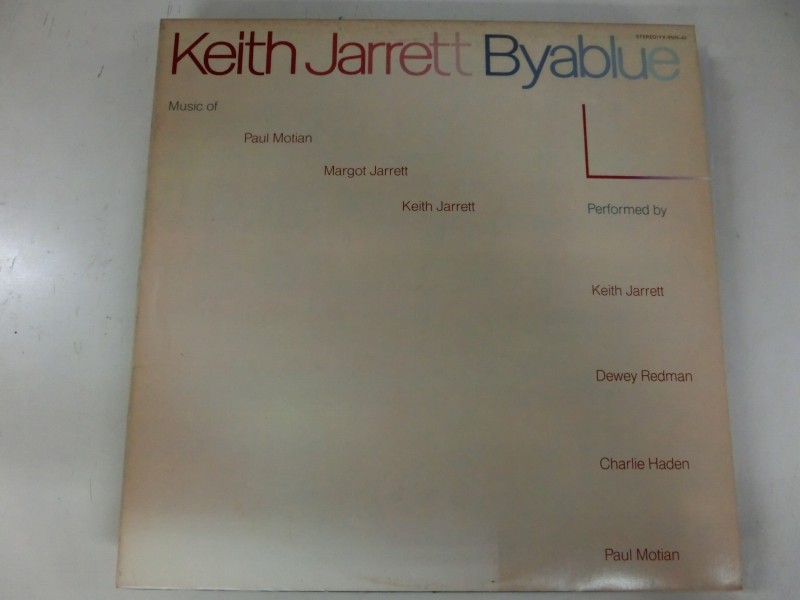 Keith Jarrett Byablue
Music of
Paul Motian
Margot Jarrett
Keith Jarrett
Performed by
Keith Jarrett
Dewey Redman
Charlie Haden
Paul Motian